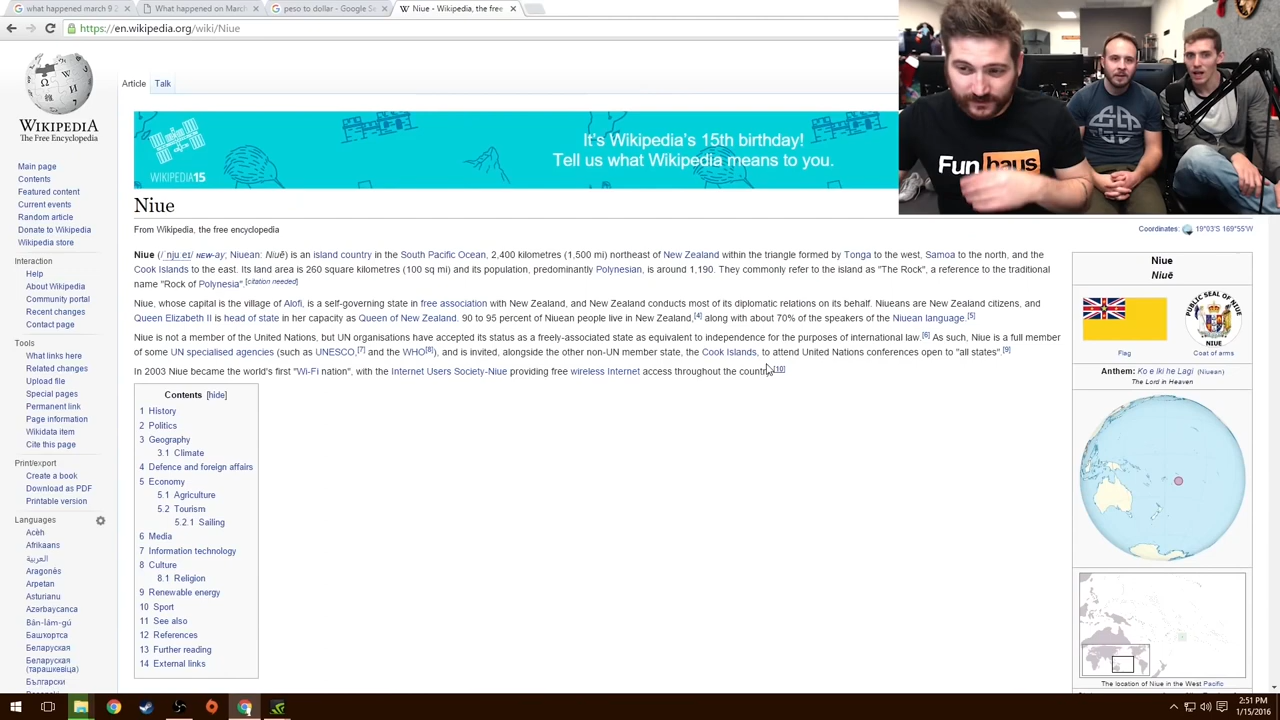 what happened march 9 2
What happened on March
peso to dollar - Google Se
Niue - Wikipedia, the free
https://en.wikipedia.org/wiki/Niue
Fun haus
WIKIPEDIA
The Free Encyclopedia
Main page
Contents
Featured content
Current events
Random article
Donate to Wikipedia
Wikipedia store
Interaction
Help
About Wikipedia
Community portal
Recent changes
Contact page
Tools
What links here
Related changes
Upload file
Special pages
Permanent link
Page information
Wikidata item
Cite this page
Print/export
Create a book
Download as PDF
Printable version
Languages
Acèh
Afrikaans
العربية
Aragonés
Arpetan
Asturianu
Azərbaycanca
Bân-lâm-gú
Башҡортса
Беларуская
Беларуская
(тарашкевіца)
Български
Article Talk
WIKIPEDIA15
It's Wikipedia's 15th birthday!
Tell us what Wikipedia means to you.
Niue
From Wikipedia, the free encyclopedia
Coordinates: 19°03′S 169°55′W
Niue (/ˈnjuːeɪ/ NEW-ay; Niuean: Niuē) is an island country in the South Pacific Ocean, 2,400 kilometres (1,500 mi) northeast of New Zealand within the triangle formed by Tonga to the west, Samoa to the north, and the
Cook Islands to the east. Its land area is 260 square kilometres (100 sq mi) and its population, predominantly Polynesian, is around 1,190. They commonly refer to the island as "The Rock", a reference to the traditional
name "Rock of Polynesia".[citation needed]
Niue, whose capital is the village of Alofi, is a self-governing state in free association with New Zealand, and New Zealand conducts most of its diplomatic relations on its behalf. Niueans are New Zealand citizens, and
Queen Elizabeth II is head of state in her capacity as Queen of New Zealand. 90 to 95 percent of Niuean people live in New Zealand,[4] along with about 70% of the speakers of the Niuean language.[5]
Niue is not a member of the United Nations, but UN organisations have accepted its status as a freely-associated state as equivalent to independence for the purposes of international law.[6] As such, Niue is a full member
of some UN specialised agencies (such as UNESCO,[7] and the WHO[8]), and is invited, alongside the other non-UN member state, the Cook Islands, to attend United Nations conferences open to "all states".[9]
In 2003 Niue became the world's first "Wi-Fi nation", with the Internet Users Society-Niue providing free wireless Internet access throughout the country.[10]
Contents [hide]
1 History
2 Politics
3 Geography
3.1 Climate
4 Defence and foreign affairs
5 Economy
5.1 Agriculture
5.2 Tourism
5.2.1 Sailing
6 Media
7 Information technology
8 Culture
8.1 Religion
9 Renewable energy
10 Sport
11 See also
12 References
13 Further reading
14 External links
Niue
Niuē
PUBLIC SEAL OF NIUE
NIUE
Flag Coat of arms
Anthem: Ko e Iki he Lagi (Niuean)
The Lord in Heaven
The location of Niue in the West Pacific
2:51 PM
1/15/2016